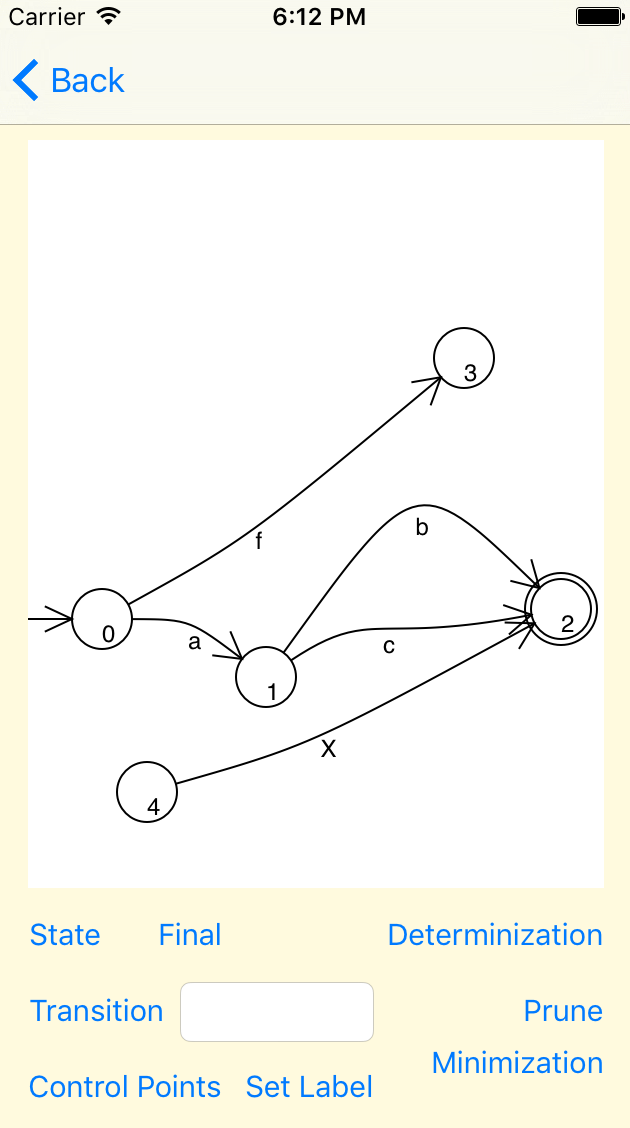 Carrier 6:12 PM
Back
3
f
b
0
a
2
c
1
X
4
State Final Determinization
Transition Prune
Minimization
Control Points Set Label